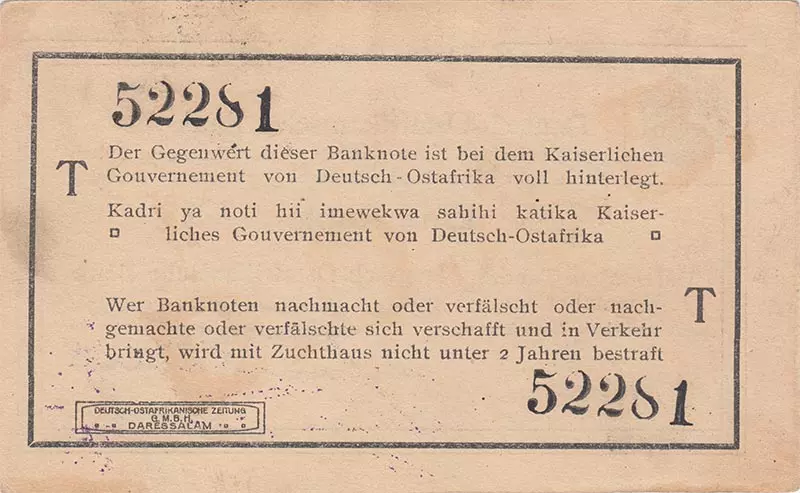 52281
Der Gegenwert dieser Banknote ist bei dem Kaiserlichen
T
Gouvernement von Deutsch-Ostafrika voll hinterlegt.
Kadri ya noti hii imewekwa sahihi katika Kaiser-
liches Gouvernement von Deutsch-Ostafrika
Wer Banknoten nachmacht oder verfälscht oder nach-
T
gemachte oder verfälschte sich verschafft und in Verkehr
bringt, wird mit Zuchthaus nicht unter 2 Jahren bestraft
52281
DEUTSCH-OSTAFRIKANISCHE ZEITUNG
G.M.B.H.
DARESSALAM